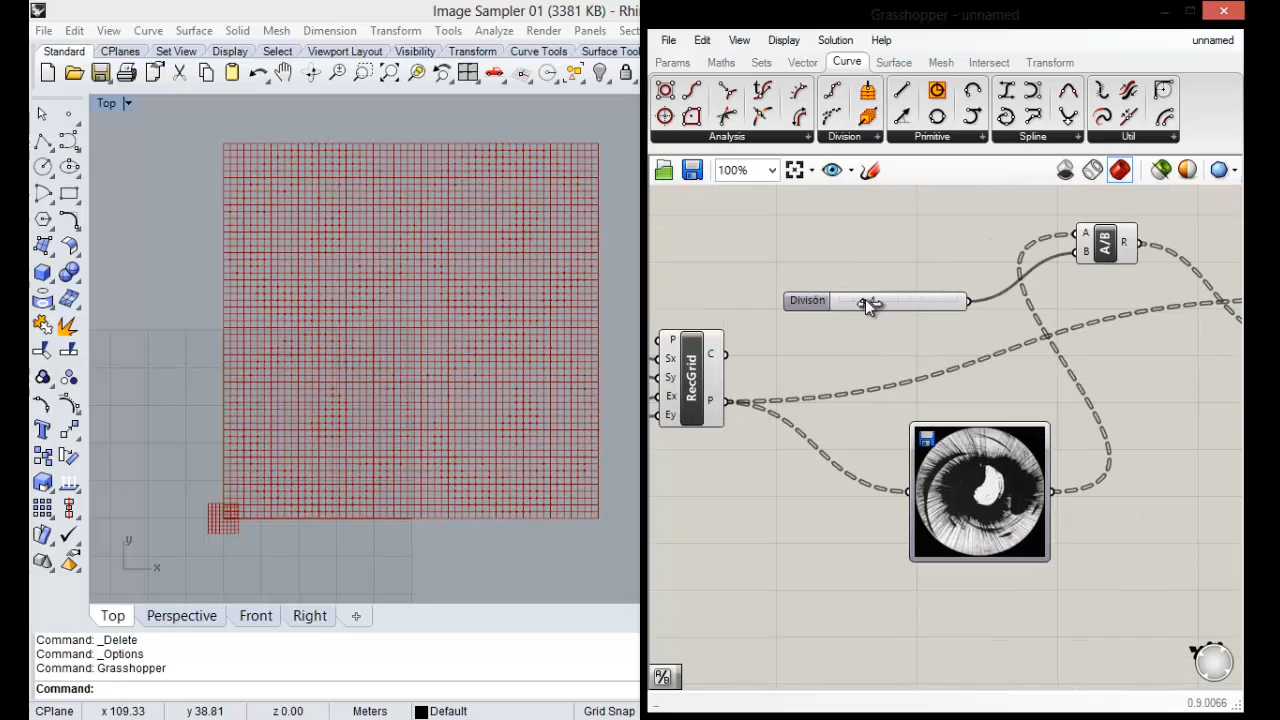 Image Sampler 01 (3381 KB) - Rhi
File Edit View Curve Surface Solid Mesh Dimension Transform Tools Analyze Render Panels Sect
Standard CPlanes Set View Display Select Viewport Layout Visibility Transform Curve Tools Surface Tool
Top
y
x
Top Perspective Front Right
Command: _Delete
Command: _Options
Command: Grasshopper
Command:
CPlane x 109.33 y 38.81 z 0.00 Meters Default Grid Snap
Grasshopper - unnamed
File Edit View Display Solution Help unnamed
Params Maths Sets Vector Curve Surface Mesh Intersect Transform
Analysis Division Primitive Spline Util
100%
A
B
A/B
R
Divisón
P
Sx
Sy
Ex
Ey
RecGrid
C
P
0.9.0066